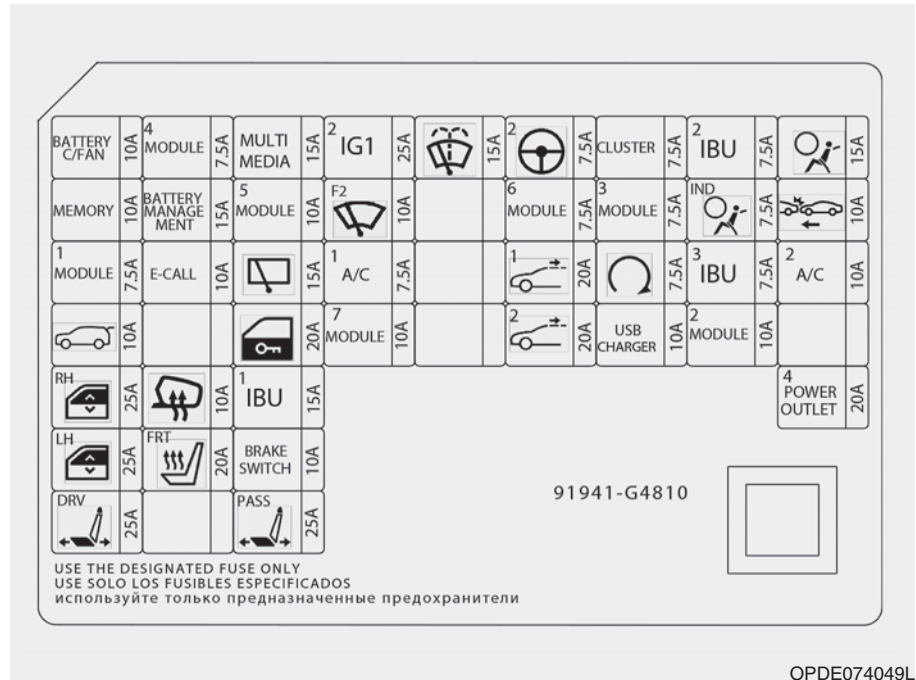 BATTERY C/FAN 10A 4 MODULE 7.5A MULTI MEDIA 15A 2 IG1 25A 15A 2 7.5A CLUSTER 7.5A 2 IBU 7.5A 15A
MEMORY 10A BATTERY MANAGE MENT 15A 5 MODULE 10A F2 10A 6 MODULE 7.5A 3 MODULE 7.5A IND 7.5A 10A
1 MODULE 7.5A E-CALL 10A 15A 1 A/C 7.5A 1 20A 7.5A 3 IBU 7.5A 2 A/C 10A
10A 20A 7 MODULE 10A 2 20A USB CHARGER 10A 2 MODULE 10A
RH 25A 10A 1 IBU 15A 4 POWER OUTLET 20A
LH 25A FRT 20A BRAKE SWITCH 10A
DRV 25A PASS 25A
91941-G4810
USE THE DESIGNATED FUSE ONLY
USE SOLO LOS FUSIBLES ESPECIFICADOS
используйте только предназначенные предохранители
OPDE074049L